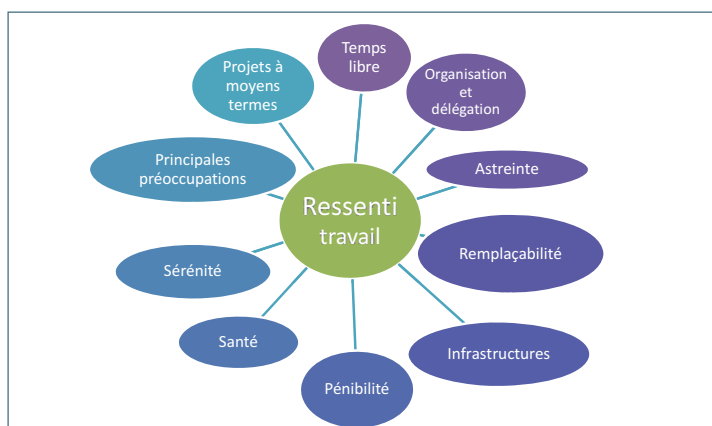 Temps
libre
Organisation
et
délégation
Astreinte
Remplaçabilité
Infrastructures
Pénibilité
Santé
Sérénité
Principales
préoccupations
Projets à
moyens
termes
Ressenti
travail